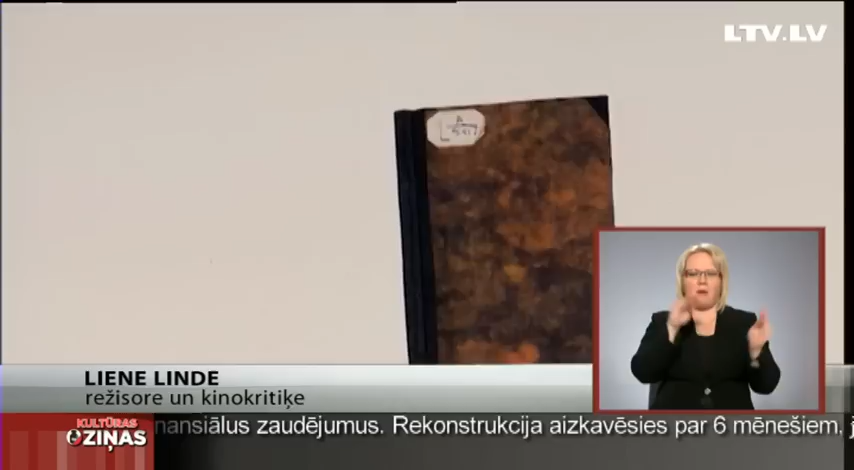 LTV.LV
A
LIENE LINDE
režisore un kinokritiķe
KULTŪRAS
ZIŅAS
nansiālus zaudējumus. Rekonstrukcija aizkavēsies par 6 mēnešiem, j